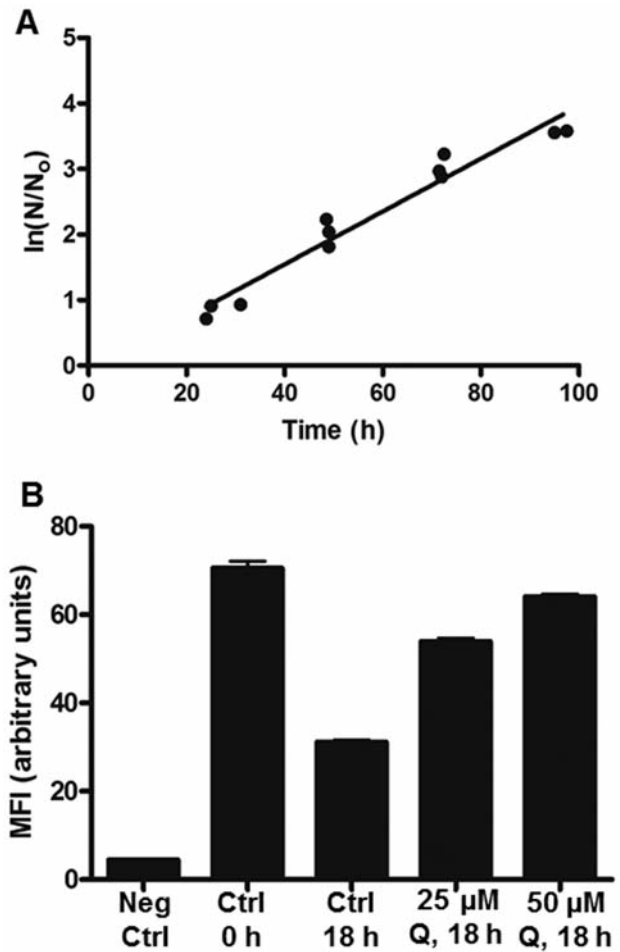 A
5
4
3
2
1
0
ln(N/No)
0 20 40 60 80 100
Time (h)
B
80
60
40
20
0
MFI (arbitrary units)
Neg Ctrl Ctrl 25 µM 50 µM
Ctrl 0 h 18 h Q, 18 h Q, 18 h